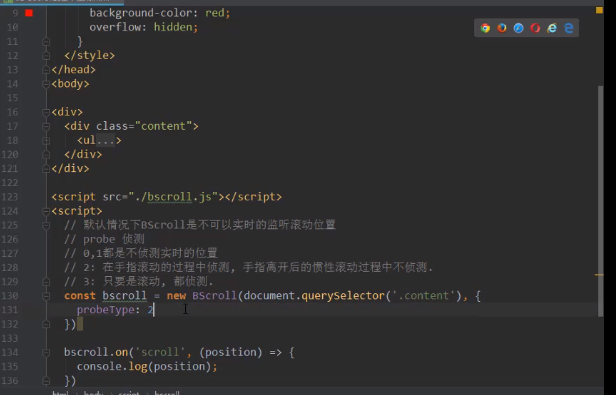 9 background-color: red;
10 overflow: hidden;
11 }
12 </style>
13 </head>
14 <body>
15
16 <div>
17 <div class="content">
18 <ul...>
120 </div>
121 </div>
122
123 <script src="./bscroll.js"></script>
124 <script>
125 // 默认情况下BScroll是不可以实时的监听滚动位置
126 // probe 侦测
127 // 0,1都是不侦测实时的位置
128 // 2: 在手指滚动的过程中侦测, 手指离开后的惯性滚动过程中不侦测.
129 // 3: 只要是滚动, 都侦测.
130 const bscroll = new BScroll(document.querySelector('.content'), {
131 probeType: 2
132 })
133
134 bscroll.on('scroll', (position) => {
135 console.log(position);
136 })
html body script bscroll